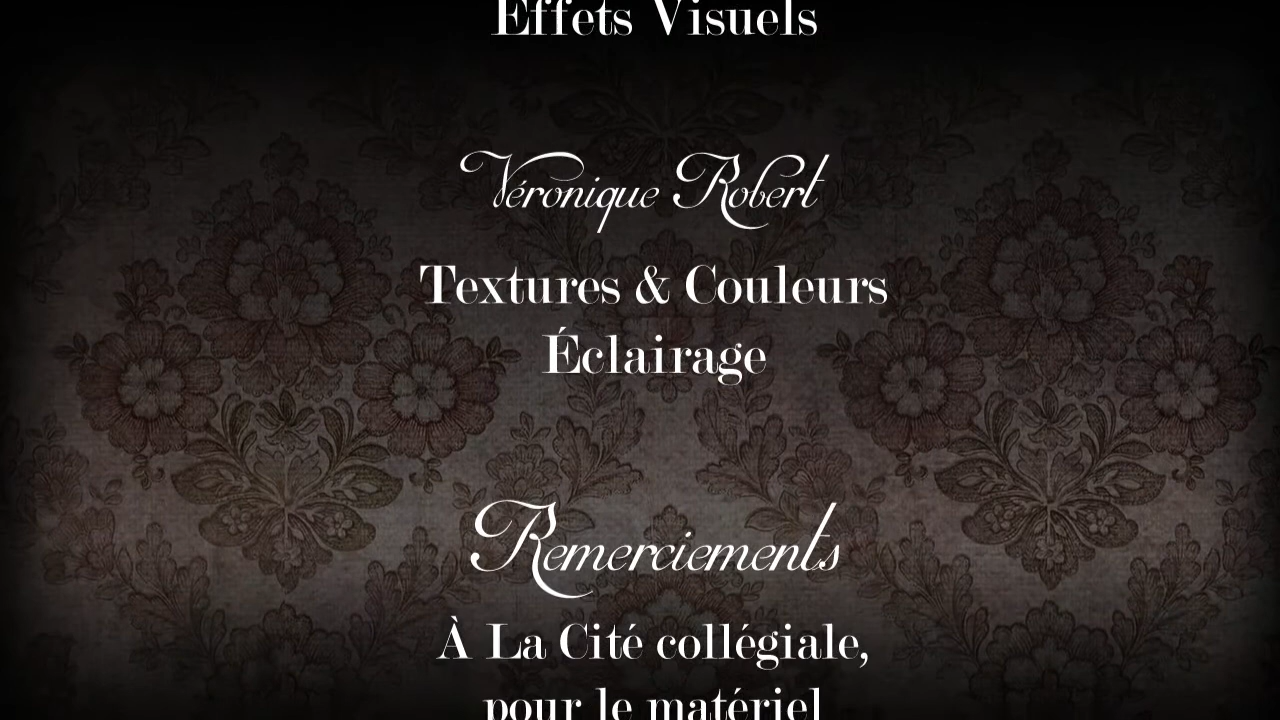 Effets Visuels
Véronique Robert
Textures & Couleurs
Éclairage
Remerciements
À La Cité collégiale,
pour le matériel